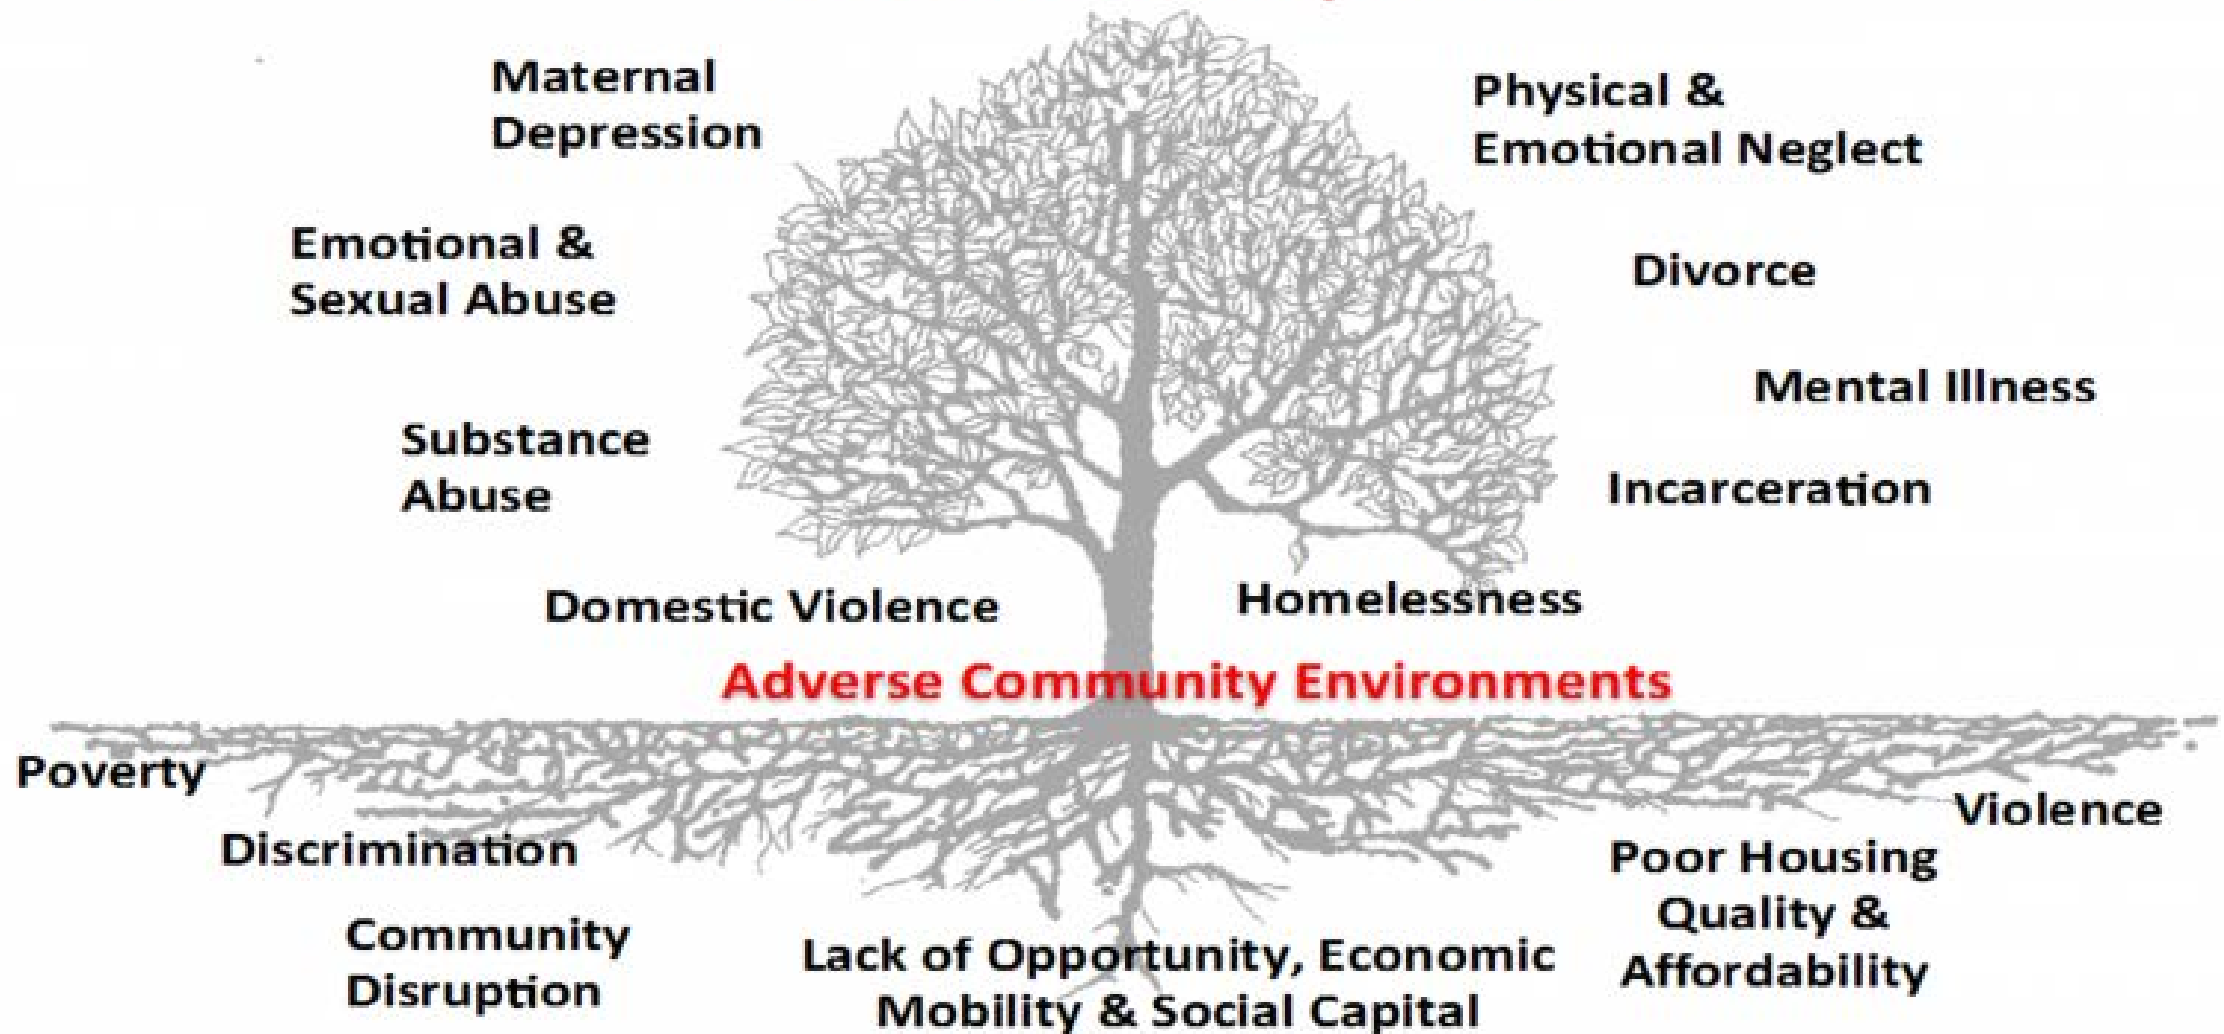 Maternal
Depression
Physical &
Emotional Neglect
Emotional &
Sexual Abuse
Divorce
Mental Illness
Substance
Abuse
Incarceration
Domestic Violence
Homelessness
Adverse Community Environments
Poverty
Violence
Discrimination
Poor Housing
Quality &
Affordability
Community
Disruption
Lack of Opportunity, Economic
Mobility & Social Capital